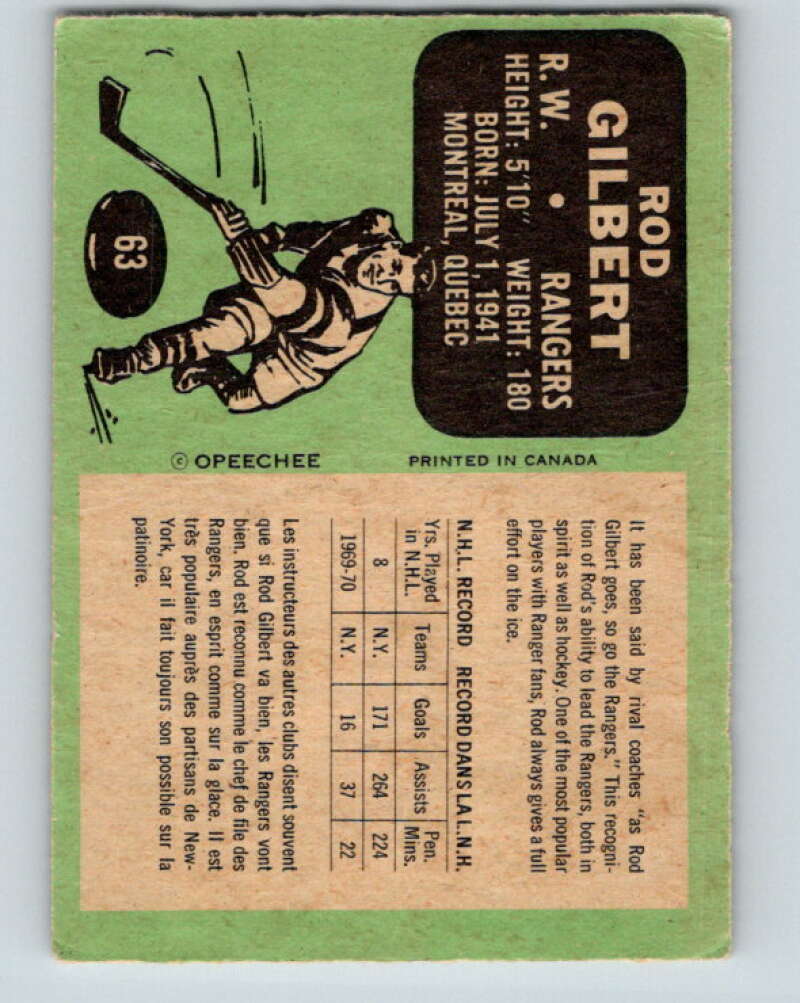 ROD
GILBERT
R. W. • RANGERS
HEIGHT: 5'10" WEIGHT: 180
BORN: JULY 1, 1941
MONTREAL, QUEBEC
63
© OPEECHEE PRINTED IN CANADA
It has been said by rival coaches "as Rod
Gilbert goes, so go the Rangers." This recogni-
tion of Rod's ability to lead the Rangers, both in
spirit as well as hockey. One of the most popular
players with Ranger fans, Rod always gives a full
effort on the ice.
N.H.L. RECORD RECORD DANS LA L.N.H.
Yrs. Played in N.H.L. Teams Goals Assists Pen. Mins.
8 N.Y. 171 264 224
1969-70 N.Y. 16 37 22
Les instructeurs des autres clubs disent souvent
que si Rod Gilbert va bien, les Rangers vont
bien. Rod est reconnu comme le chef de file des
Rangers, en esprit comme sur la glace. Il est
très populaire auprès des partisans de New-
York, car il fait toujours son possible sur la
patinoire.